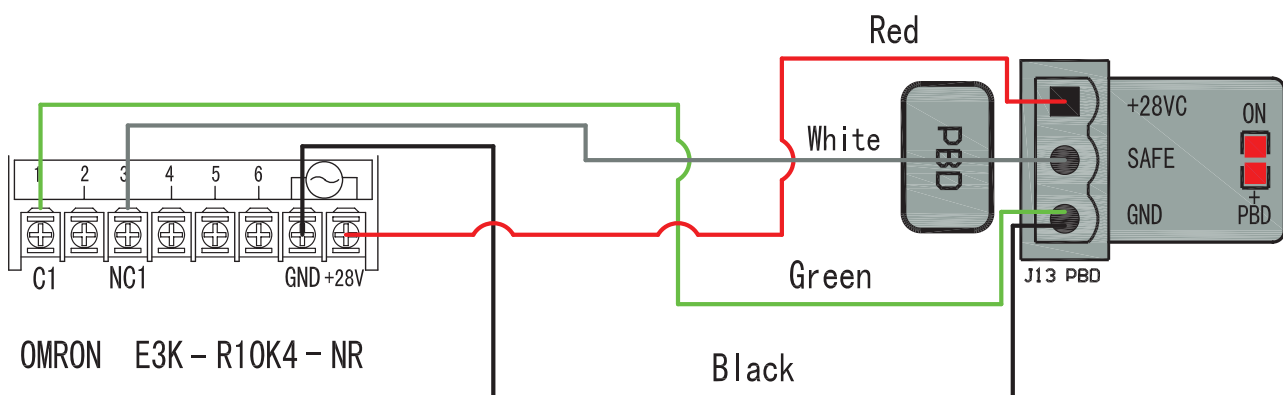 Red
+28VC
ON
White
PBD
SAFE
1 2 3 4 5 6
+
GND
PBD
C1 NC1 GND +28V
Green
J13 PBD
OMRON E3K-R10K4-NR
Black